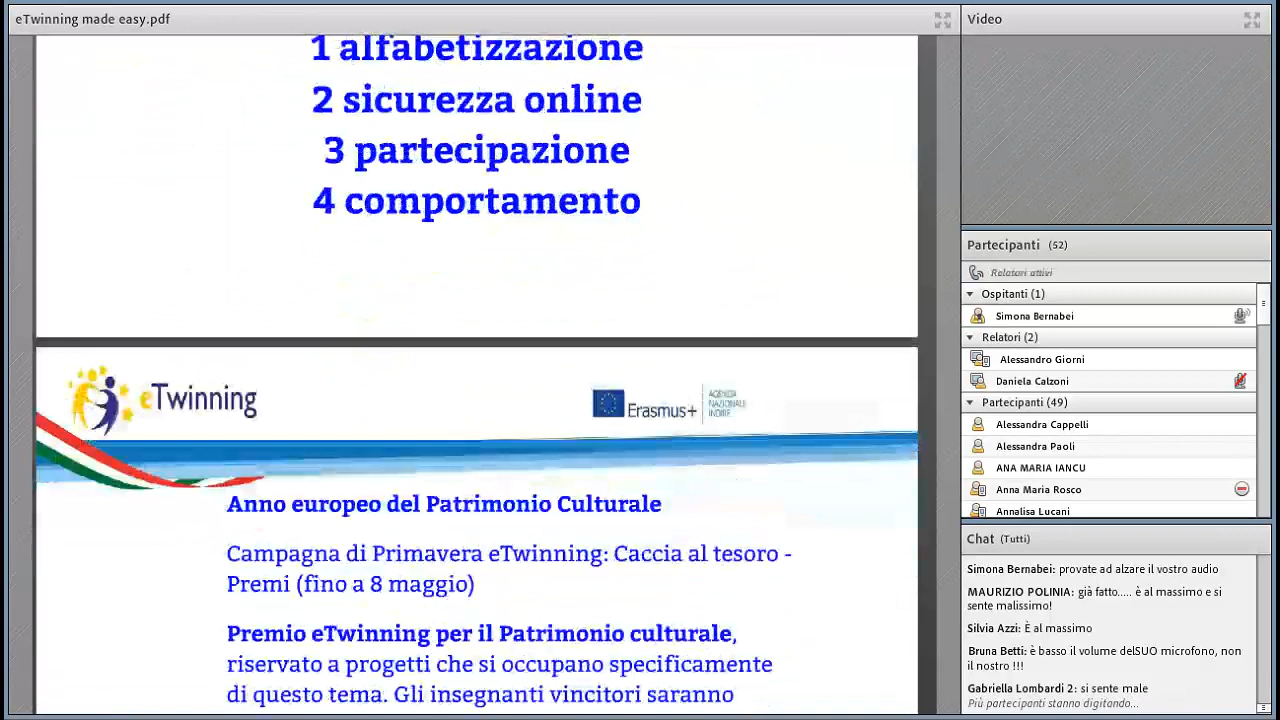 eTwinning made easy.pdf
1 alfabetizzazione
2 sicurezza online
3 partecipazione
4 comportamento
eTwinning
Erasmus+
AGENZIA
NAZIONALE
INDIRE
Anno europeo del Patrimonio Culturale
Campagna di Primavera eTwinning: Caccia al tesoro -
Premi (fino a 8 maggio)
Premio eTwinning per il Patrimonio culturale,
riservato a progetti che si occupano specificamente
di questo tema. Gli insegnanti vincitori saranno
Video
Partecipanti (52)
Relatori attivi
Ospitanti (1)
Simona Bernabei
Relatori (2)
Alessandro Giorni
Daniela Calzoni
Partecipanti (49)
Alessandra Cappelli
Alessandra Paoli
ANA MARIA IANCU
Anna Maria Rosco
Annalisa Lucani
Chat (Tutti)
Simona Bernabei: provate ad alzare il vostro audio
MAURIZIO POLINIA: già fatto..... è al massimo e si
sente malissimo!
Silvia Azzi: È al massimo
Bruna Betti: è basso il volume delSUO microfono, non
il nostro !!!
Gabriella Lombardi 2: si sente male
Più partecipanti stanno digitando...